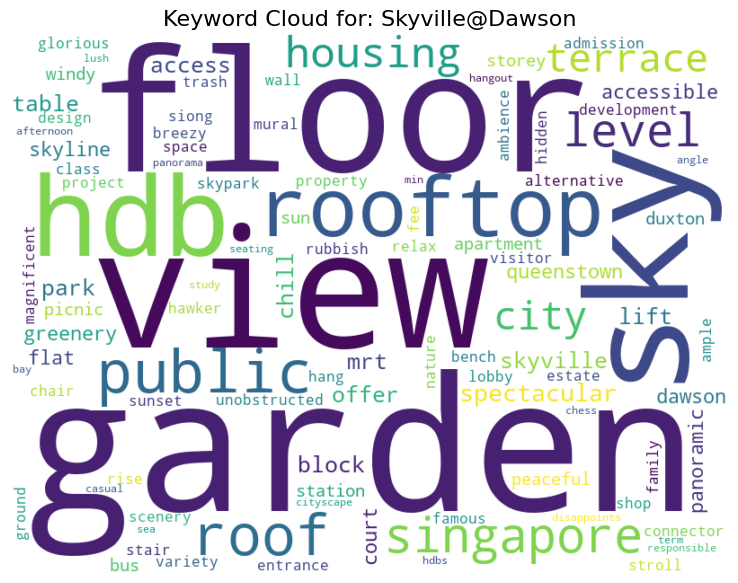 Keyword Cloud for: Skyville@Dawson
glorious
lush
windy
access
trash
housing
wall
storey
admission
terrace
table
design
afternoon
siong
breezy
space
mural
floor
ambience
hidden
accessible
development
level
hangout
skyline
class
panorama
project
skypark
property
min
alternative
angle
hdb
sun
rooftop
fee
duxton
sky
magnificent
seating
rubbish
relax
apartment
visitor
queenstown
view
park
study
picnic
hawker
chill
city
lift
ample
greenery
flat
bay
public
mrt
nature
bench
skyville
lobby
estate
chair
sunset
hang
unobstructed
offer
spectacular
chess
dawson
garden
panoramic
rise
casual
block
station
cityscape
peaceful
family
shop
ground
scenery
sea
variety
stair
bus
roof
entrance
court
famous
singapore
hdbs
disappoints
connector
term
responsible
stroll